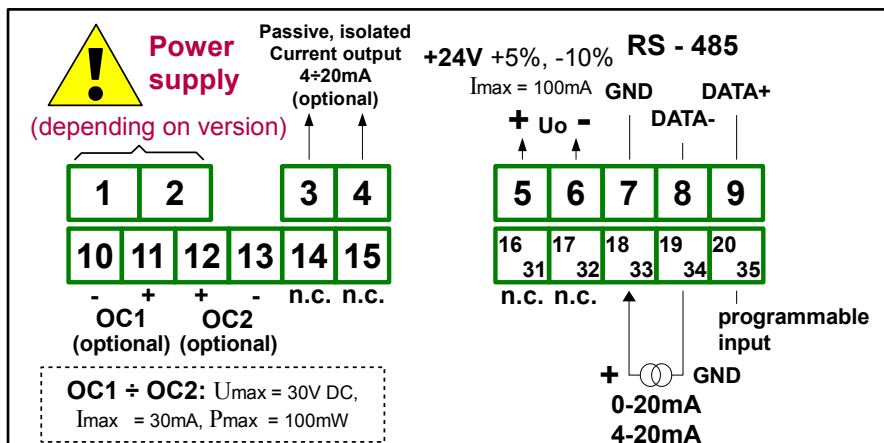 Power
supply
(depending on version)
Passive, isolated
Current output
4÷20mA
(optional)
+24V +5%, -10%
Imax = 100mA
+ Uo -
RS - 485
GND
DATA-
DATA+
1 2 3 4 5 6 7 8 9
10 11 12 13 14 15
16 17 18 19 20
31 32 33 34 35
- + + - n.c. n.c. n.c. n.c.
OC1
(optional)
OC2
(optional)
programmable
input
+ GND
0-20mA
4-20mA
OC1 ÷ OC2: Umax = 30V DC,
Imax = 30mA, Pmax = 100mW